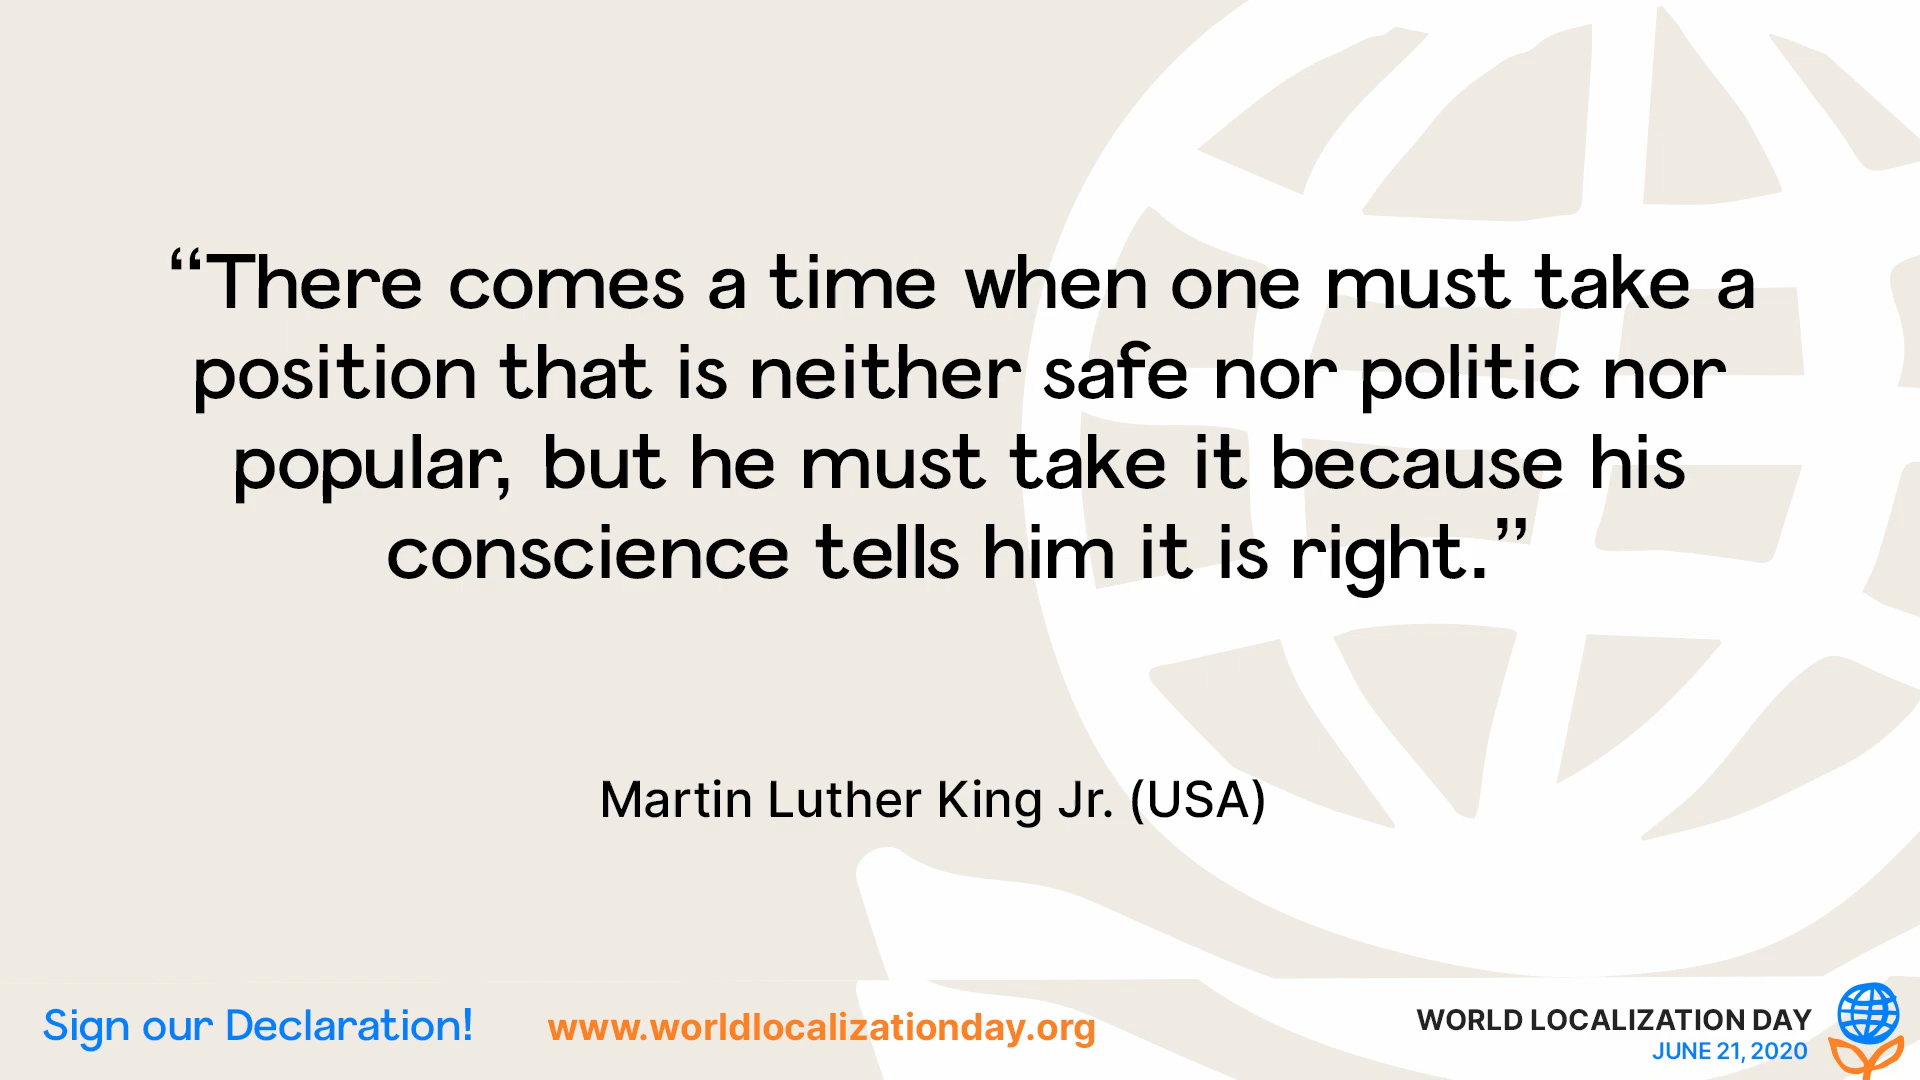 “There comes a time when one must take a
position that is neither safe nor politic nor
popular, but he must take it because his
conscience tells him it is right.”
Martin Luther King Jr. (USA)
Sign our Declaration!
www.worldlocalizationday.org
WORLD LOCALIZATION DAY
JUNE 21, 2020